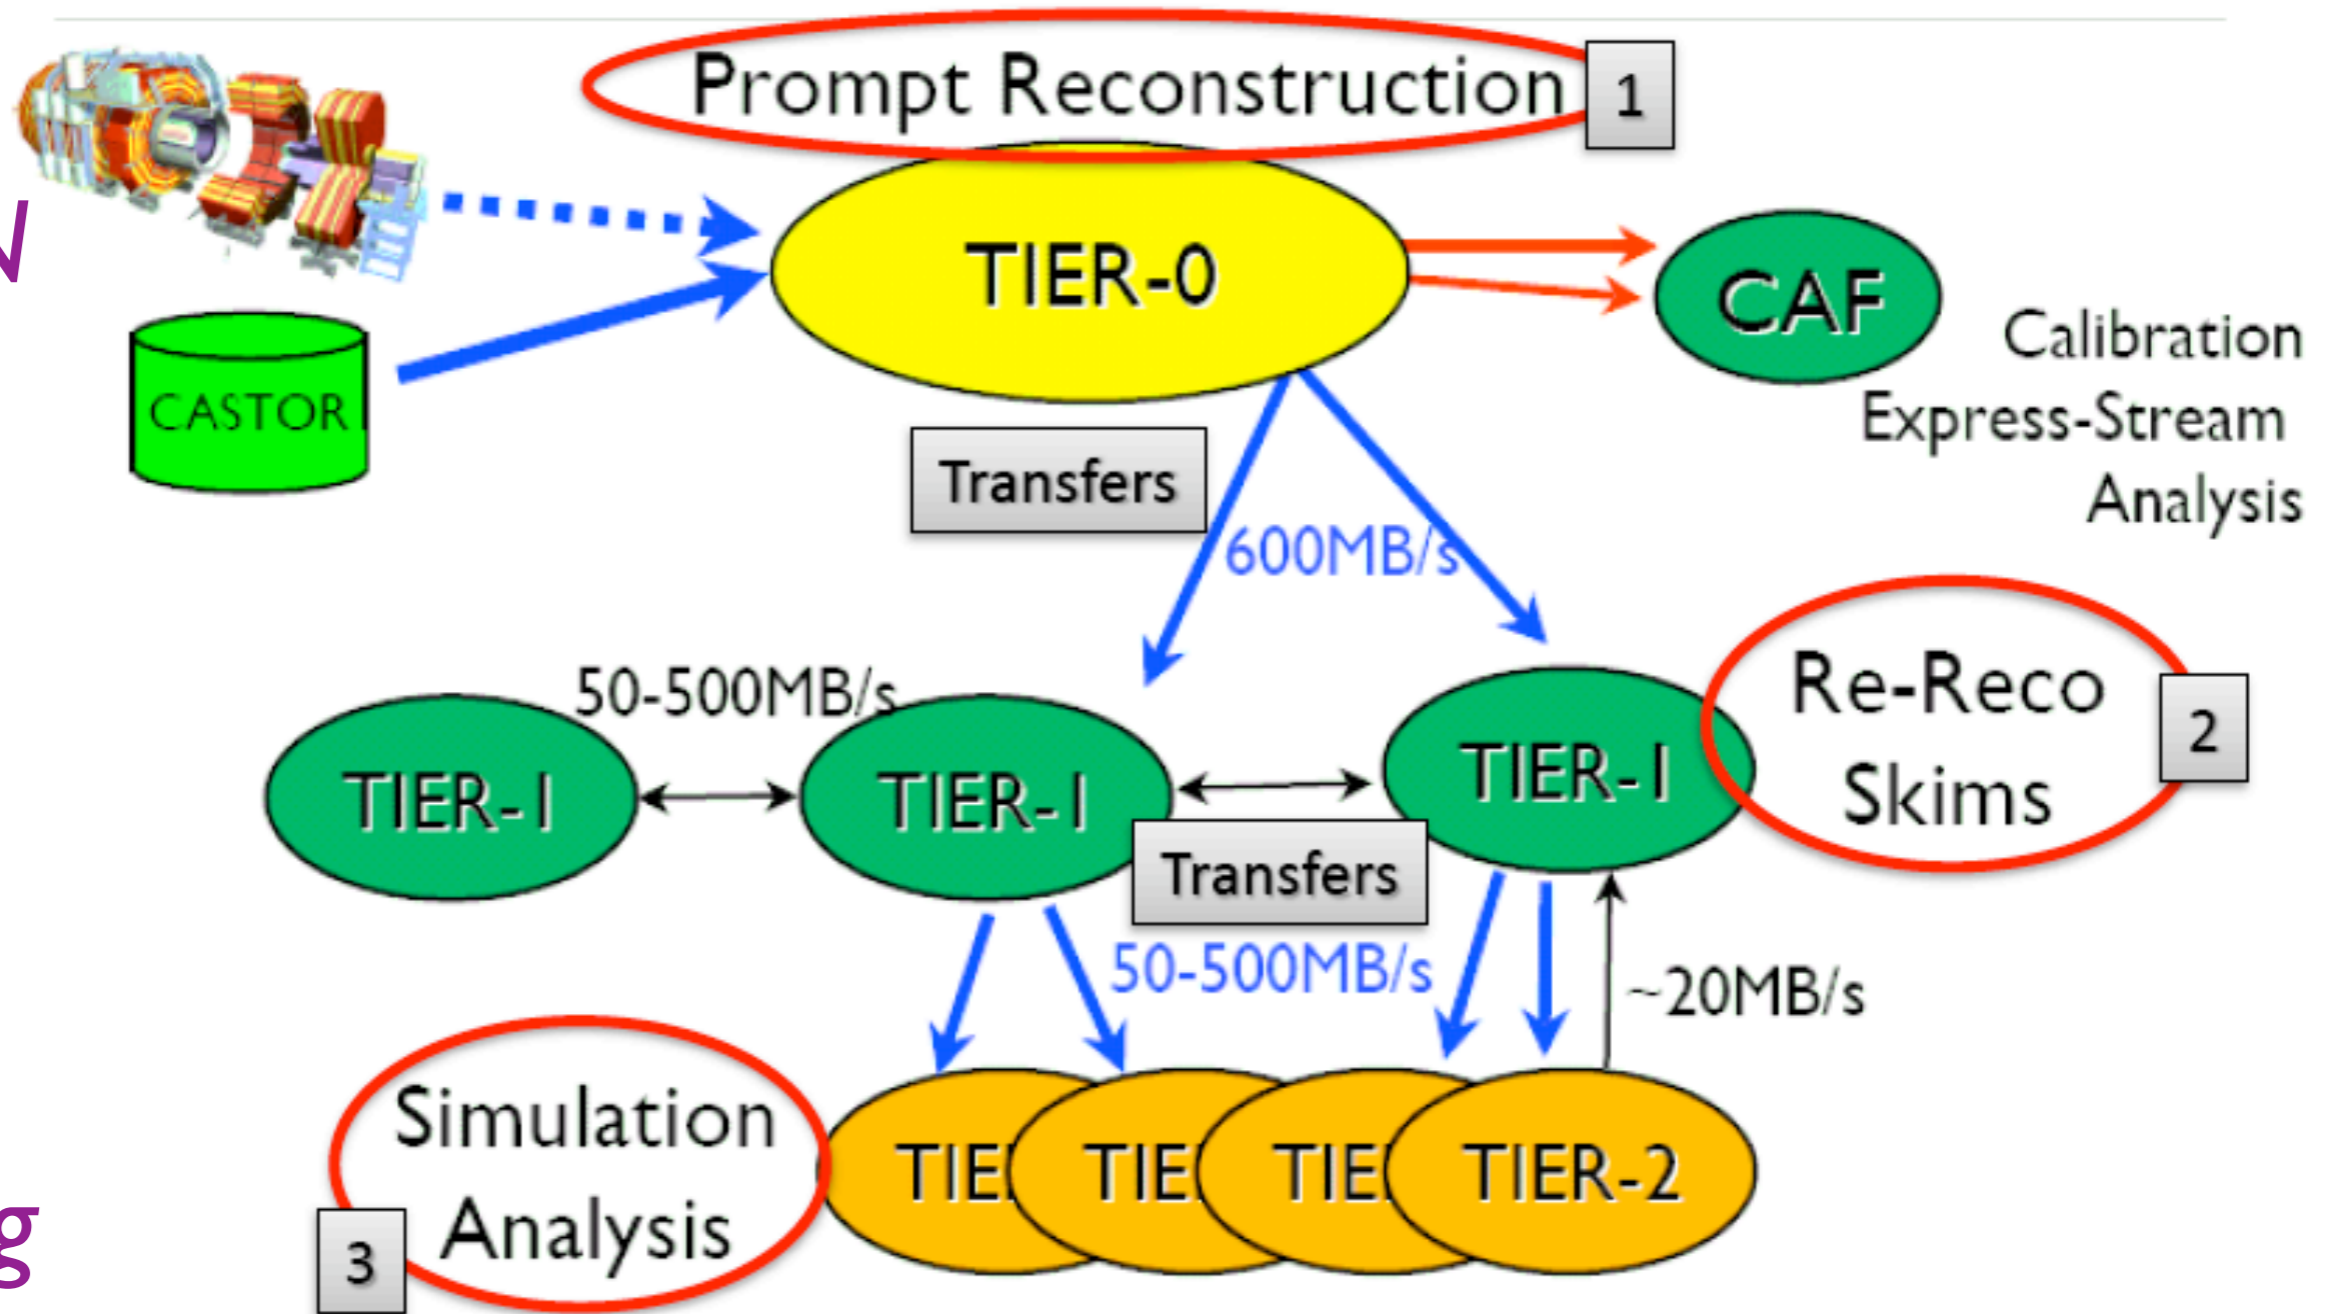 Prompt Reconstruction
1
TIER-0
CAF
CASTOR
Calibration
Express-Stream
Analysis
Transfers
600MB/s
50-500MB/s
TIER-1
TIER-1
TIER-1
Re-Reco
Skims
2
Transfers
50-500MB/s
~20MB/s
Simulation
Analysis
3
TIE
TIE
TIE
TIER-2
g